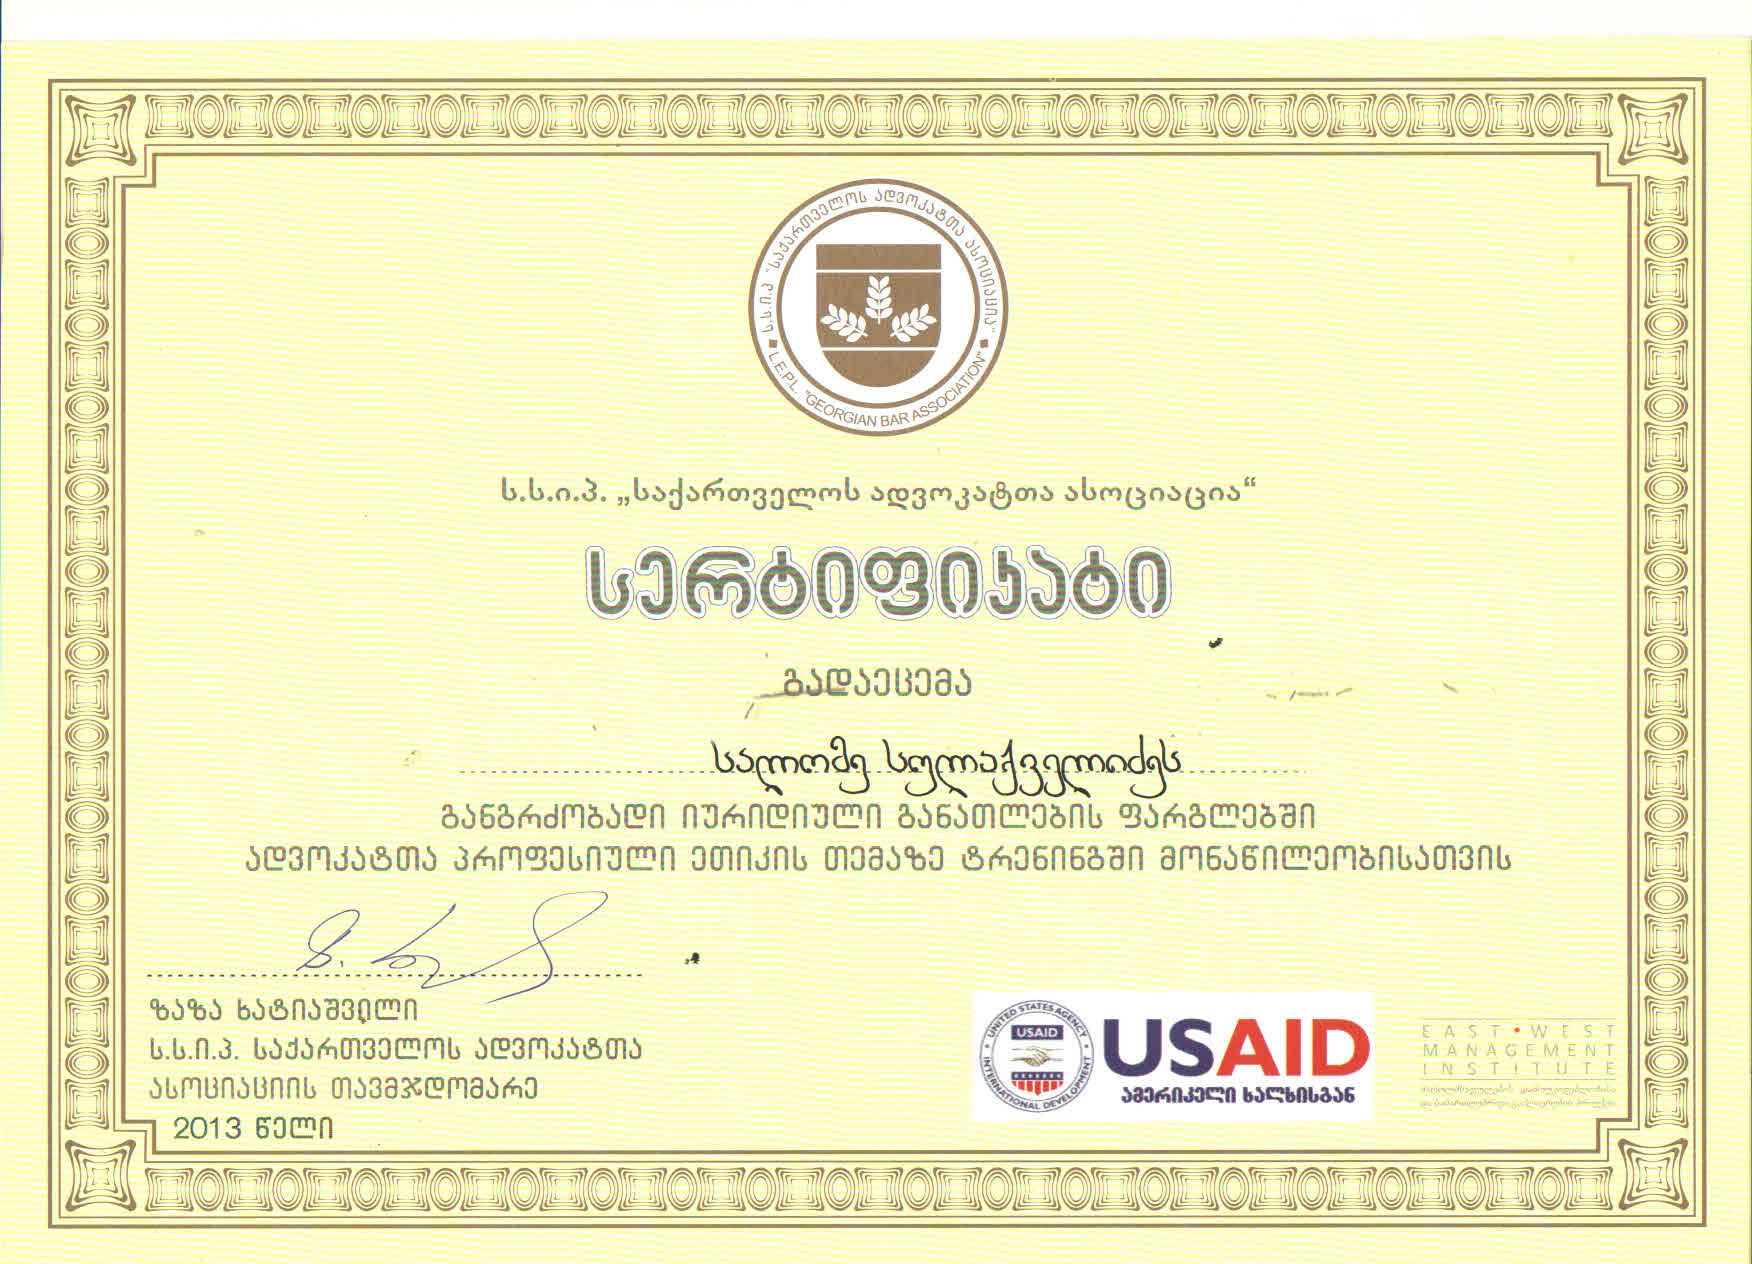 ს.ს.ი.პ "საქართველოს ადვოკატთა ასოციაცია"
L.E.P.L. "GEORGIAN BAR ASSOCIATION"
ს.ს.ი.პ. „საქართველოს ადვოკატთა ასოციაცია“
სერტიფიკატი
გადაეცემა
სალომე სულაქველიძეს
განგრძობადი იურიდიული განათლების ფარგლებში
ადვოკატთა პროფესიული ეთიკის თემაზე ტრენინგში მონაწილეობისათვის
ზაზა ხატიაშვილი
ს.ს.ი.პ. საქართველოს ადვოკატთა
ასოციაციის თავმჯდომარე
2013 წელი
UNITED STATES AGENCY
USAID
INTERNATIONAL DEVELOPMENT
USAID
ამერიკელი ხალხისგან
EAST•WEST
MANAGEMENT
INSTITUTE